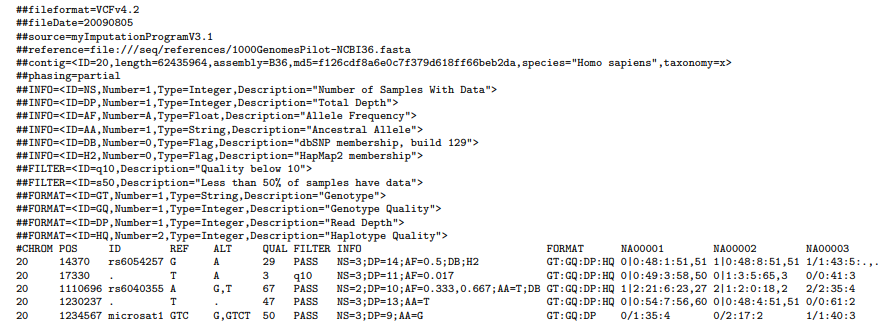 ##fileformat=VCFv4.2
##fileDate=20090805
##source=myImputationProgramV3.1
##reference=file:///seq/references/1000GenomesPilot-NCBI36.fasta
##contig=<ID=20,length=62435964,assembly=B36,md5=f126cdf8a6e0c7f379d618ff66beb2da,species="Homo sapiens",taxonomy=x>
##phasing=partial
##INFO=<ID=NS,Number=1,Type=Integer,Description="Number of Samples With Data">
##INFO=<ID=DP,Number=1,Type=Integer,Description="Total Depth">
##INFO=<ID=AF,Number=A,Type=Float,Description="Allele Frequency">
##INFO=<ID=AA,Number=1,Type=String,Description="Ancestral Allele">
##INFO=<ID=DB,Number=0,Type=Flag,Description="dbSNP membership, build 129">
##INFO=<ID=H2,Number=0,Type=Flag,Description="HapMap2 membership">
##FILTER=<ID=q10,Description="Quality below 10">
##FILTER=<ID=s50,Description="Less than 50% of samples have data">
##FORMAT=<ID=GT,Number=1,Type=String,Description="Genotype">
##FORMAT=<ID=GQ,Number=1,Type=Integer,Description="Genotype Quality">
##FORMAT=<ID=DP,Number=1,Type=Integer,Description="Read Depth">
##FORMAT=<ID=HQ,Number=2,Type=Integer,Description="Haplotype Quality">
#CHROM POS ID REF ALT QUAL FILTER INFO FORMAT NA00001 NA00002 NA00003
20 14370 rs6054257 G A 29 PASS NS=3;DP=14;AF=0.5;DB;H2 GT:GQ:DP:HQ 0|0:48:1:51,51 1|0:48:8:51,51 1/1:43:5:.,.
20 17330 . T A 3 q10 NS=3;DP=11;AF=0.017 GT:GQ:DP:HQ 0|0:49:3:58,50 0|1:3:5:65,3 0/0:41:3
20 1110696 rs6040355 A G,T 67 PASS NS=2;DP=10;AF=0.333,0.667;AA=T;DB GT:GQ:DP:HQ 1|2:21:6:23,27 2|1:2:0:18,2 2/2:35:4
20 1230237 . T . 47 PASS NS=3;DP=13;AA=T GT:GQ:DP:HQ 0|0:54:7:56,60 0|0:48:4:51,51 0/0:61:2
20 1234567 microsat1 GTC G,GTCT 50 PASS NS=3;DP=9;AA=G GT:GQ:DP 0/1:35:4 0/2:17:2 1/1:40:3